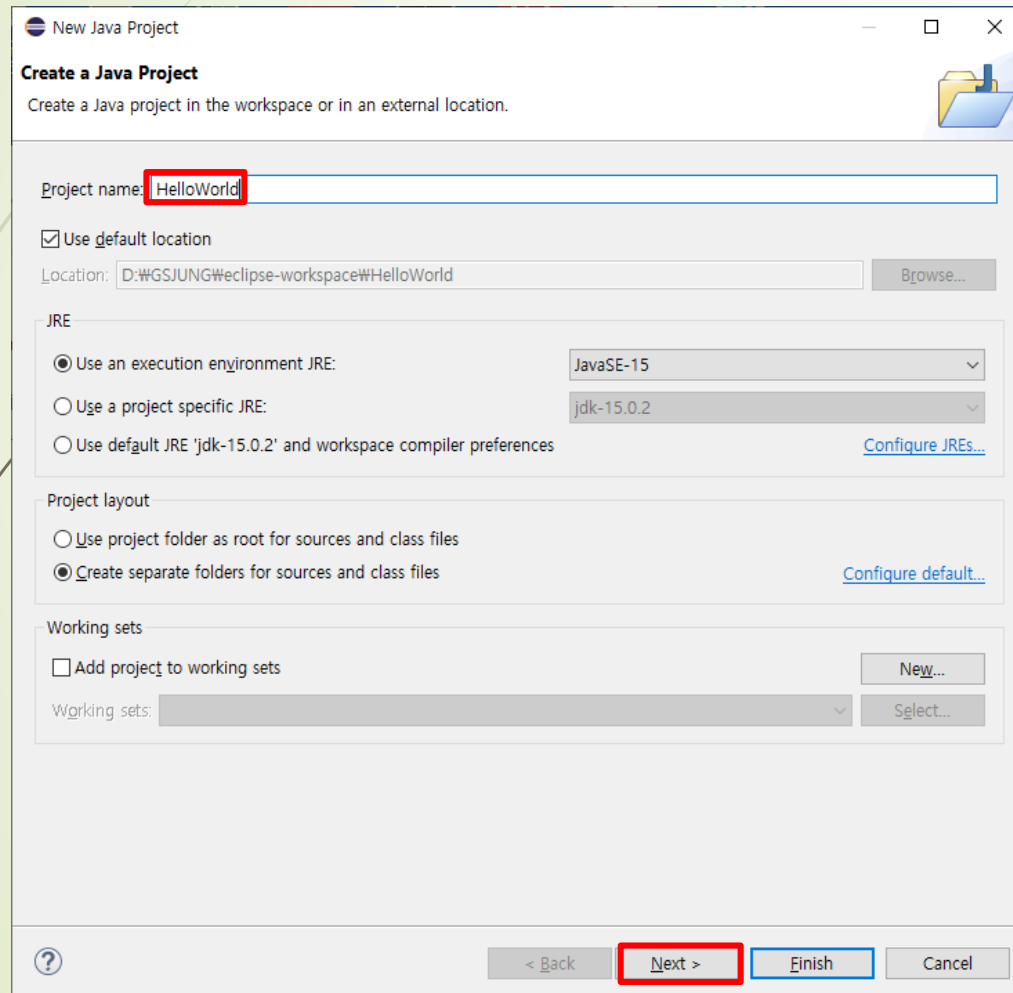 New Java Project
Create a Java Project
Create a Java project in the workspace or in an external location.
Project name: HelloWorld
Use default location
Location: D:₩GSJUNG₩eclipse-workspace₩HelloWorld Browse...
JRE
Use an execution environment JRE: JavaSE-15
Use a project specific JRE: jdk-15.0.2
Use default JRE 'jdk-15.0.2' and workspace compiler preferences Configure JREs...
Project layout
Use project folder as root for sources and class files
Create separate folders for sources and class files Configure default...
Working sets
Add project to working sets New...
Working sets: Select...
< Back Next > Finish Cancel